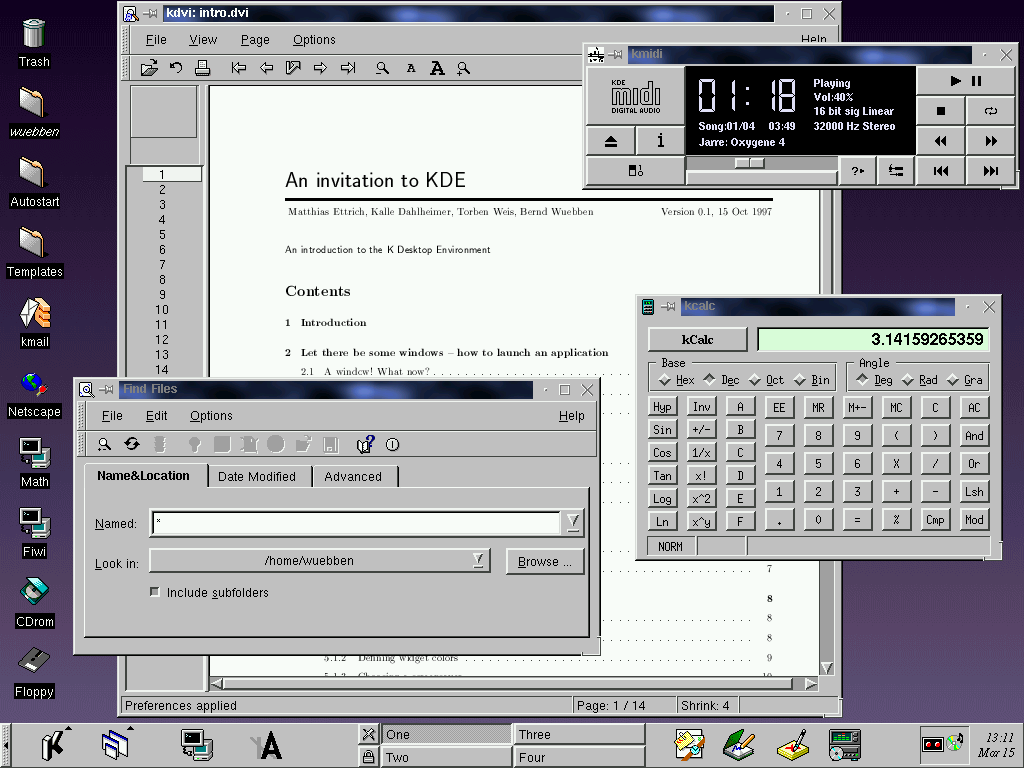 Trash
wuebben
Autostart
Templates
kmail
Netscape
Math
Fiwi
CDrom
Floppy
kdvi: intro.dvi
File View Page Options Help
1
2
3
4
5
6
7
8
9
10
11
12
13
14
An invitation to KDE
Matthias Ettrich, Kalle Dahlheimer, Torben Weis, Bernd Wuebben Version 0.1, 15 Oct 1997
An introduction to the K Desktop Environment
Contents
1 Introduction
2 Let there be some windows – how to launch an application
2.1 A window! What now?
7
8
8
8
9
5.1.2 Defining widget colors
10
5.1.3
Preferences applied
Page: 1 / 14
Shrink: 4
kmidi
KDE
midi
DIGITAL AUDIO
01:18
Playing
Vol:40%
16 bit sig Linear
32000 Hz Stereo
Song:01/04 03:49
Jarre: Oxygene 4
kcalc
kCalc
3.14159265359
Base
Hex Dec Oct Bin
Angle
Deg Rad Gra
Hyp Inv A EE MR M+- MC C AC
Sin +/- B 7 8 9 ( ) And
Cos 1/x C 4 5 6 X / Or
Tan x! D 1 2 3 + - Lsh
Log x^2 E . 0 = % Cmp Mod
Ln x^y F
NORM
Find Files
File Edit Options Help
Name&Location Date Modified Advanced
Named: *
Look in: /home/wuebben Browse ...
Include subfolders
One Three
Two Four
13:11
Mar 15